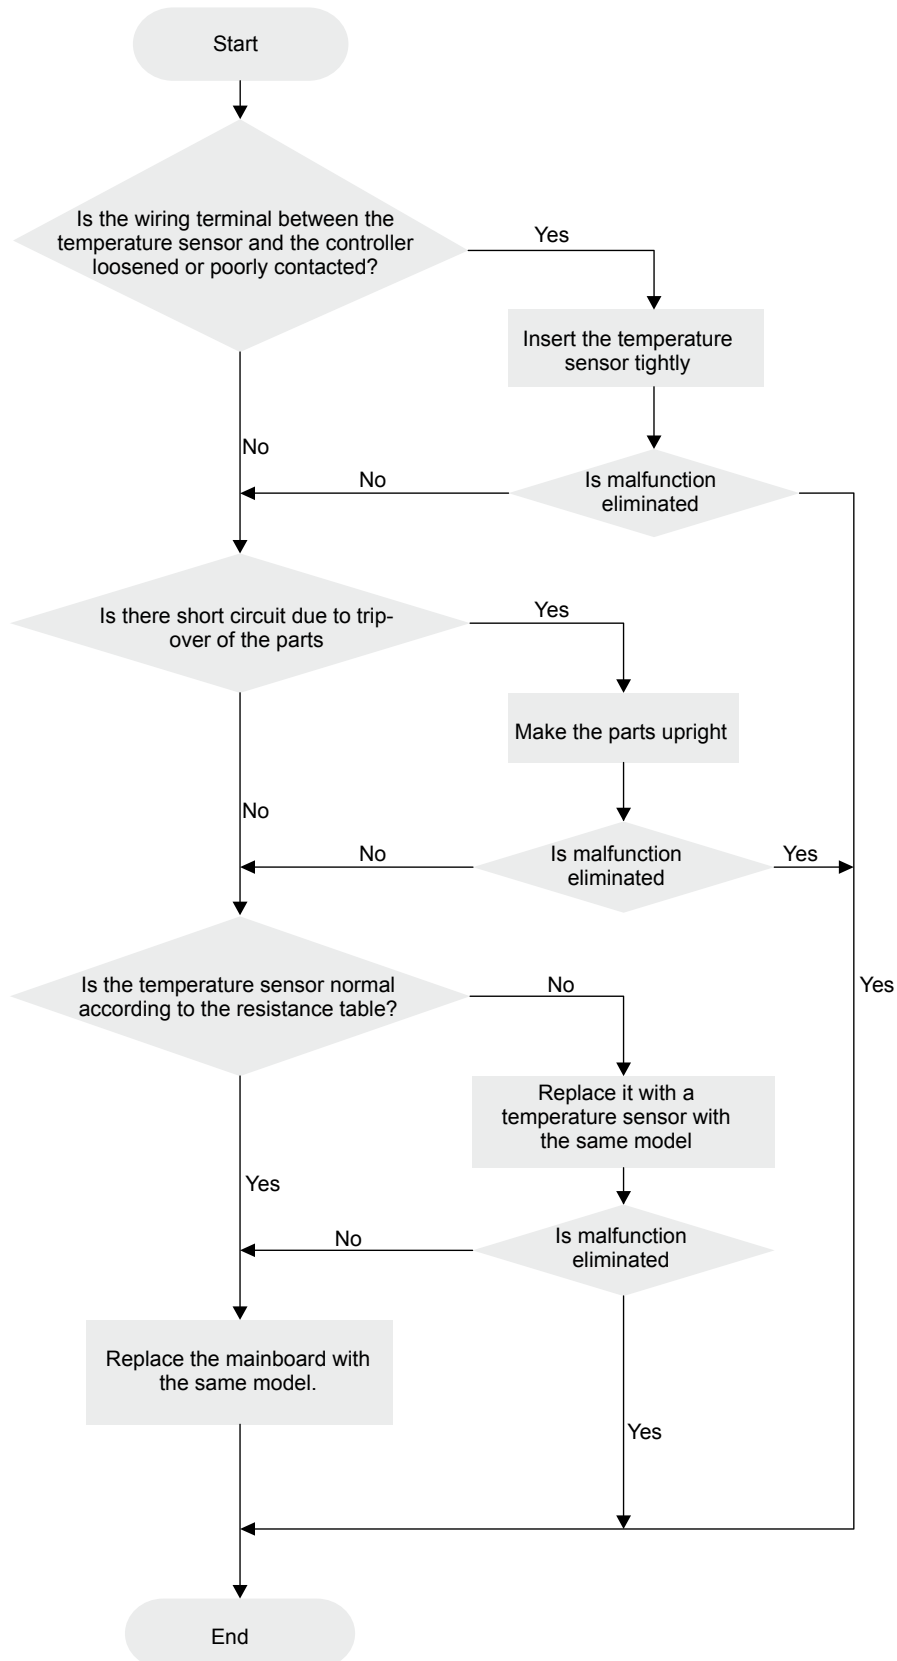 Start
Is the wiring terminal between the
temperature sensor and the controller
loosened or poorly contacted?
Yes
Insert the temperature
sensor tightly
No
No
Is malfunction
eliminated
Is there short circuit due to trip-
over of the parts
Yes
Make the parts upright
No
No
Is malfunction
eliminated
Yes
Is the temperature sensor normal
according to the resistance table?
No
Yes
Replace it with a
temperature sensor with
the same model
Yes
No
Is malfunction
eliminated
Replace the mainboard with
the same model.
Yes
End